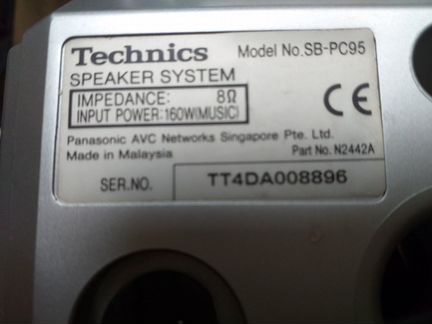 Technics Model No.SB-PC95
SPEAKER SYSTEM
IMPEDANCE: 8Ω
INPUT POWER:160W(MUSIC)
CE
Panasonic AVC Networks Singapore Pte. Ltd.
Made in Malaysia Part No. N2442A
SER.NO. TT4DA008896